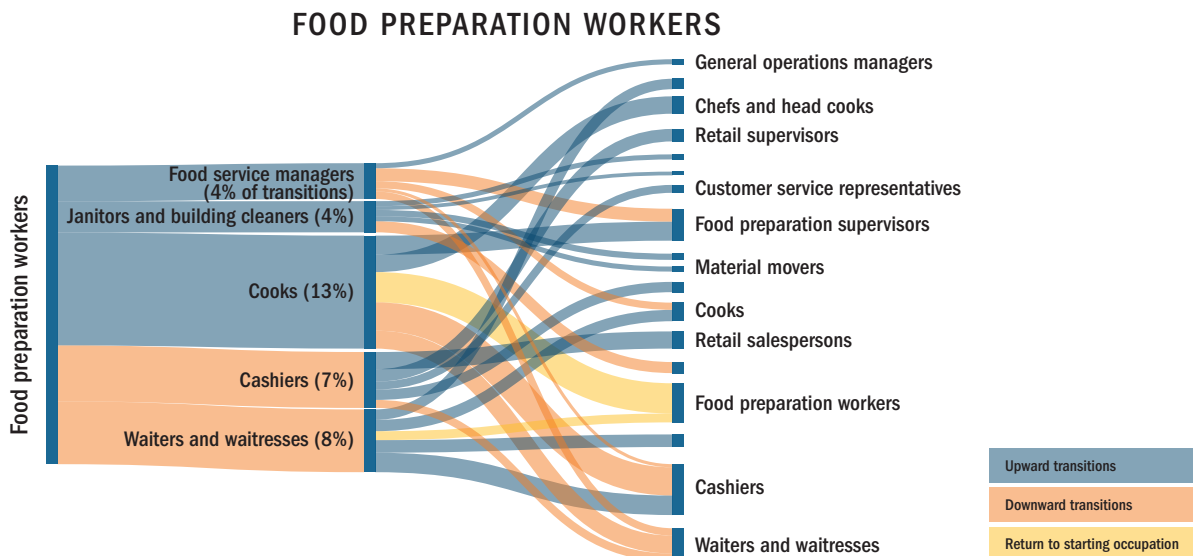 FOOD PREPARATION WORKERS
Food preparation workers
Food service managers
(4% of transitions)
Janitors and building cleaners (4%)
Cooks (13%)
Cashiers (7%)
Waiters and waitresses (8%)
General operations managers
Chefs and head cooks
Retail supervisors
Customer service representatives
Food preparation supervisors
Material movers
Cooks
Retail salespersons
Food preparation workers
Cashiers
Waiters and waitresses
Upward transitions
Downward transitions
Return to starting occupation